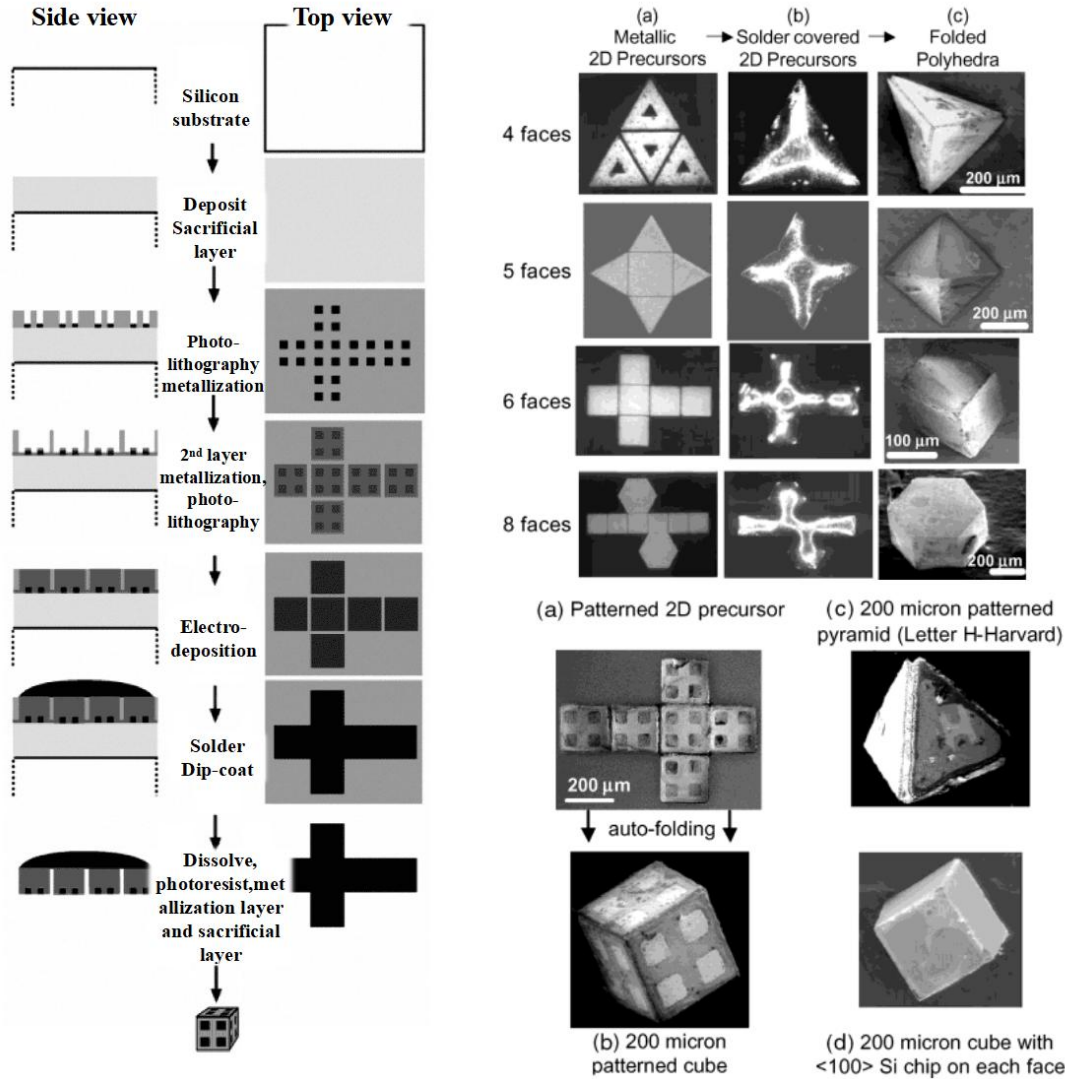 Side view
Top view
Silicon
substrate
Deposit
Sacrificial
layer
Photo-
lithography
metallization
2nd layer
metallization,
photo-
lithography
Electro-
deposition
Solder
Dip-coat
Dissolve,
photoresist,met
allization layer
and sacrificial
layer
(a)
Metallic
2D Precursors
(b)
Solder covered
2D Precursors
(c)
Folded
Polyhedra
4 faces
200 μm
5 faces
200 μm
6 faces
100 μm
8 faces
200 μm
(a) Patterned 2D precursor
200 μm
auto-folding
(b) 200 micron
patterned cube
(c) 200 micron patterned
pyramid (Letter H-Harvard)
(d) 200 micron cube with
<100> Si chip on each face